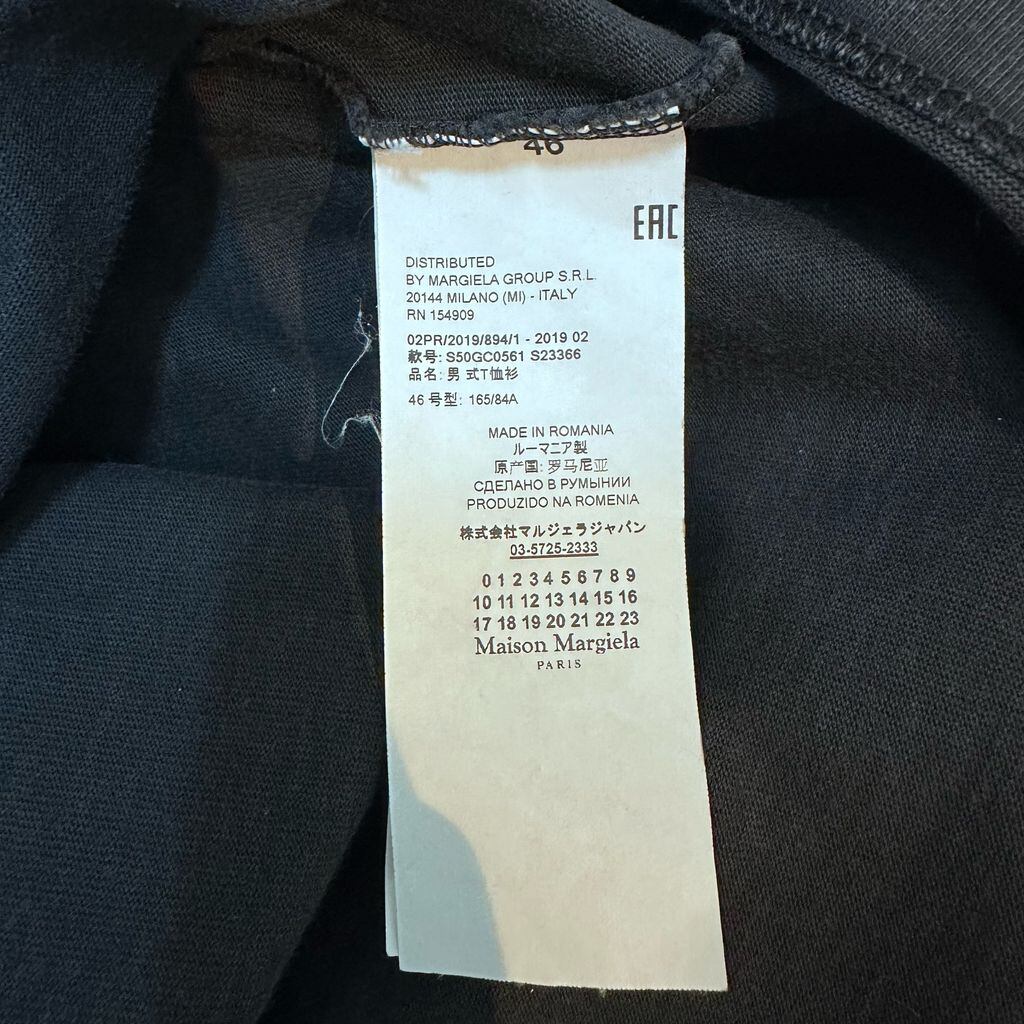 46
EAC
DISTRIBUTED
BY MARGIELA GROUP S.R.L.
20144 MILANO (MI) - ITALY
RN 154909
02PR/2019/894/1 - 2019 02
款号: S50GC0561 S23366
品名: 男 式T恤衫
46 号型: 165/84A
MADE IN ROMANIA
ルーマニア製
原产国: 罗马尼亚
СДЕЛАНО В РУМЫНИИ
PRODUZIDO NA ROMENIA
株式会社マルジェラジャパン
03-5725-2333
0 1 2 3 4 5 6 7 8 9
10 11 12 13 14 15 16
17 18 19 20 21 22 23
Maison Margiela
PARIS